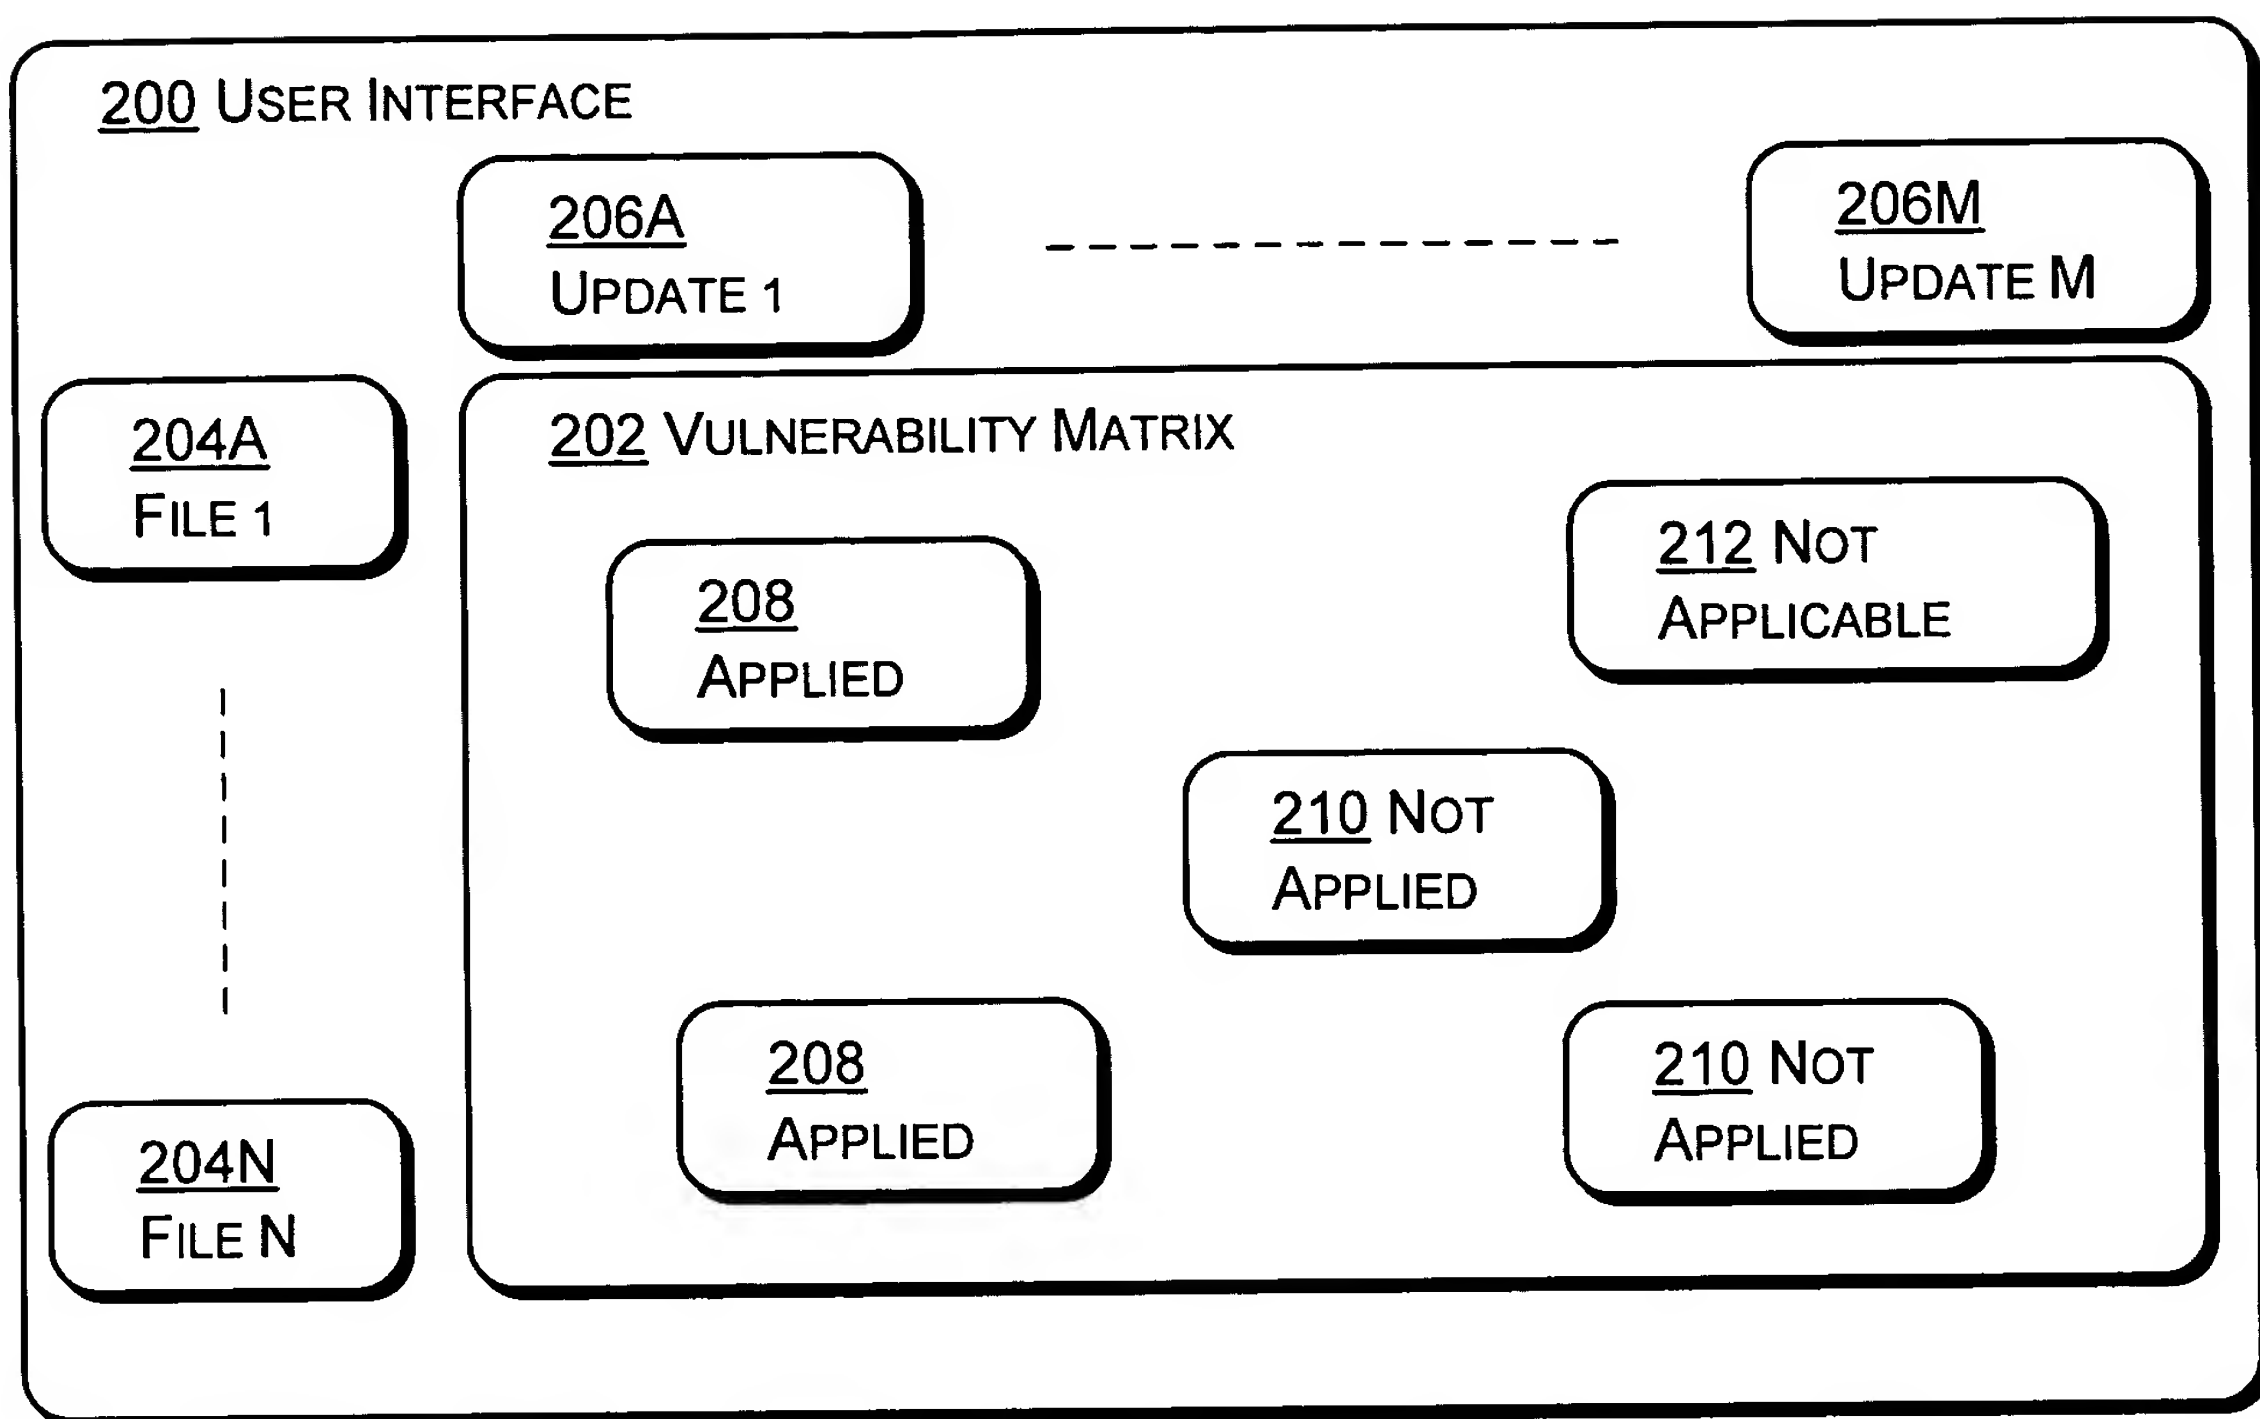 200 USER INTERFACE
206A
UPDATE 1
206M
UPDATE M
204A
FILE 1
202 VULNERABILITY MATRIX
208
APPLIED
212 NOT
APPLICABLE
210 NOT
APPLIED
208
APPLIED
210 NOT
APPLIED
204N
FILE N